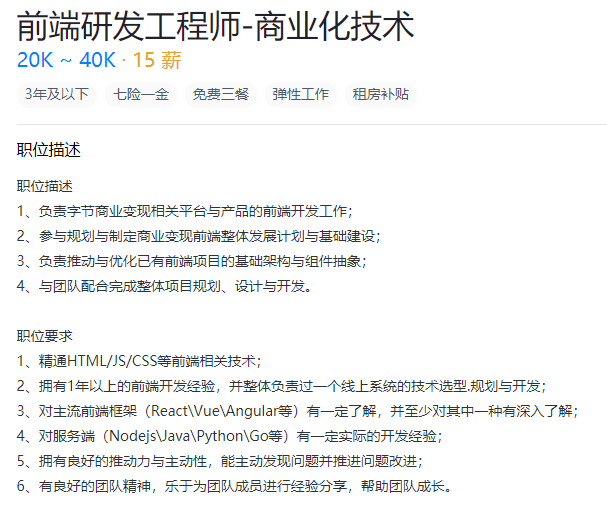 前端研发工程师-商业化技术
20K ~ 40K · 15 薪
3年及以下 七险一金 免费三餐 弹性工作 租房补贴
职位描述
职位描述
1、负责字节商业变现相关平台与产品的前端开发工作；
2、参与规划与制定商业变现前端整体发展计划与基础建设；
3、负责推动与优化已有前端项目的基础架构与组件抽象；
4、与团队配合完成整体项目规划、设计与开发。
职位要求
1、精通HTML/JS/CSS等前端相关技术；
2、拥有1年以上的前端开发经验，并整体负责过一个线上系统的技术选型.规划与开发；
3、对主流前端框架（React\Vue\Angular等）有一定了解，并至少对其中一种有深入了解；
4、对服务端（Nodejs\Java\Python\Go等）有一定实际的开发经验；
5、拥有良好的推动力与主动性，能主动发现问题并推进问题改进；
6、有良好的团队精神，乐于为团队成员进行经验分享，帮助团队成长。